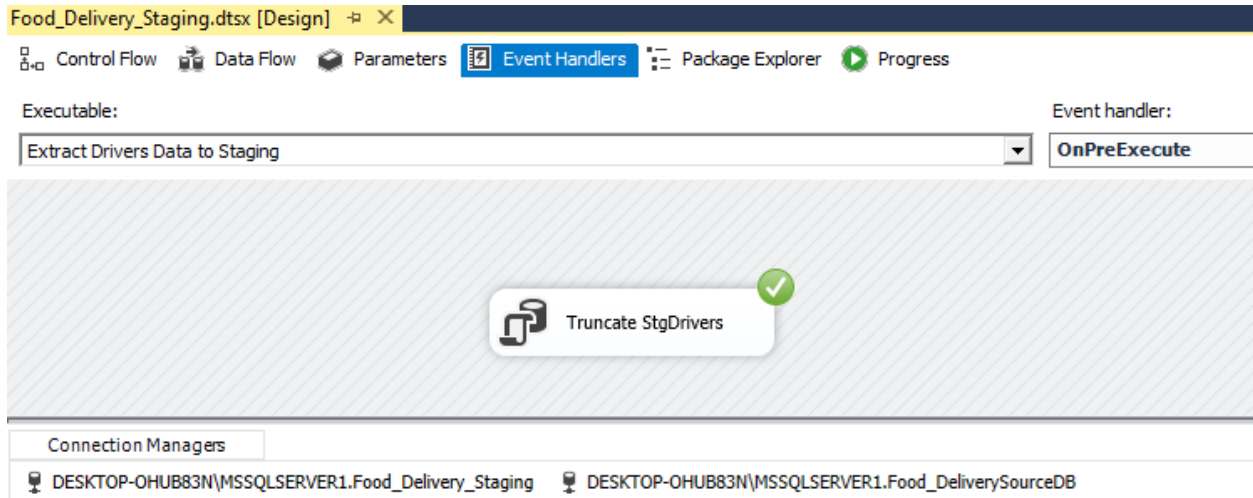 Food_Delivery_Staging.dtsx [Design]
Control Flow Data Flow Parameters Event Handlers Package Explorer Progress
Executable: Event handler:
Extract Drivers Data to Staging OnPreExecute
Truncate StgDrivers
Connection Managers
DESKTOP-OHUB83N\MSSQLSERVER1.Food_Delivery_Staging DESKTOP-OHUB83N\MSSQLSERVER1.Food_DeliverySourceDB